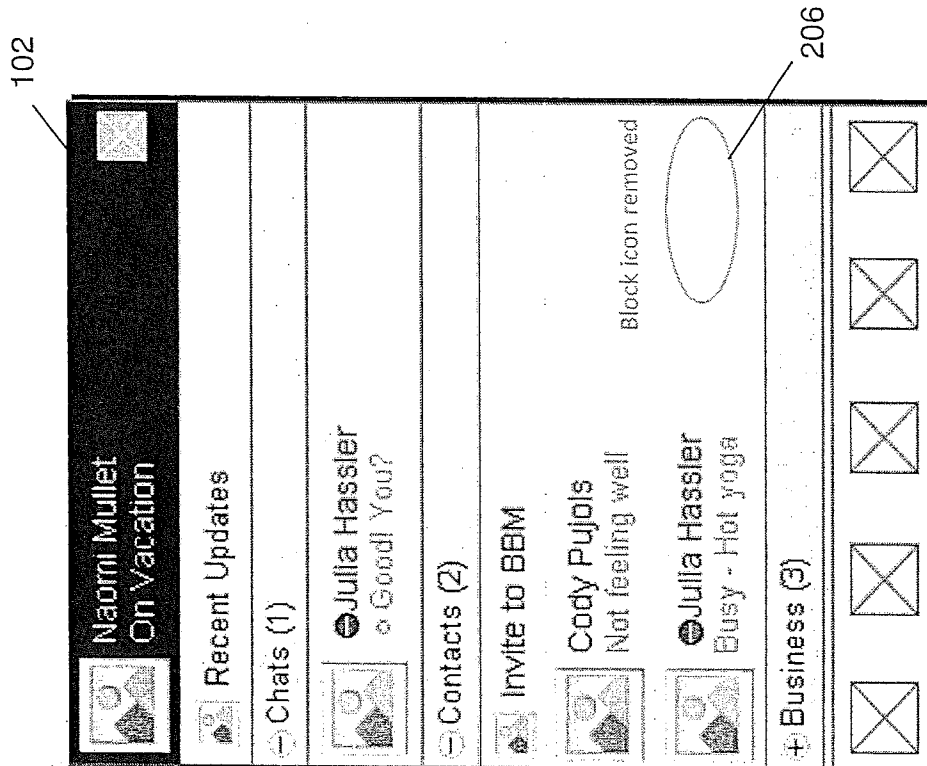 102
Naomi Mullet
On Vacation
Recent Updates
Chats (1)
Julia Hassler
Good! You?
Contacts (2)
Invite to BBM
Cody Pujols
Not feeling well
Block icon removed
Julia Hassler
Busy - Hot yoga
206
Business (3)